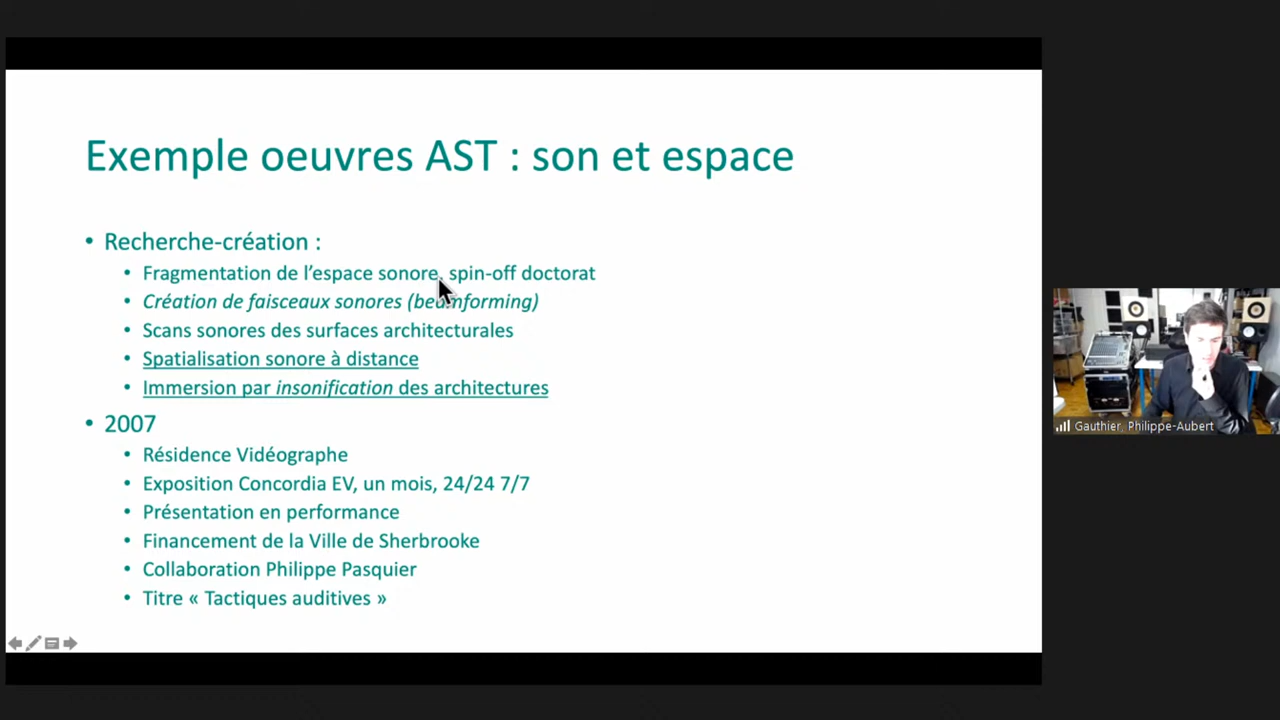 Exemple oeuvres AST : son et espace
• Recherche-création :
• Fragmentation de l'espace sonore, spin-off doctorat
• Création de faisceaux sonores (beamforming)
• Scans sonores des surfaces architecturales
• Spatialisation sonore à distance
• Immersion par insonification des architectures
• 2007
• Résidence Vidéographe
• Exposition Concordia EV, un mois, 24/24 7/7
• Présentation en performance
• Financement de la Ville de Sherbrooke
• Collaboration Philippe Pasquier
• Titre « Tactiques auditives »
Gauthier, Philippe-Aubert